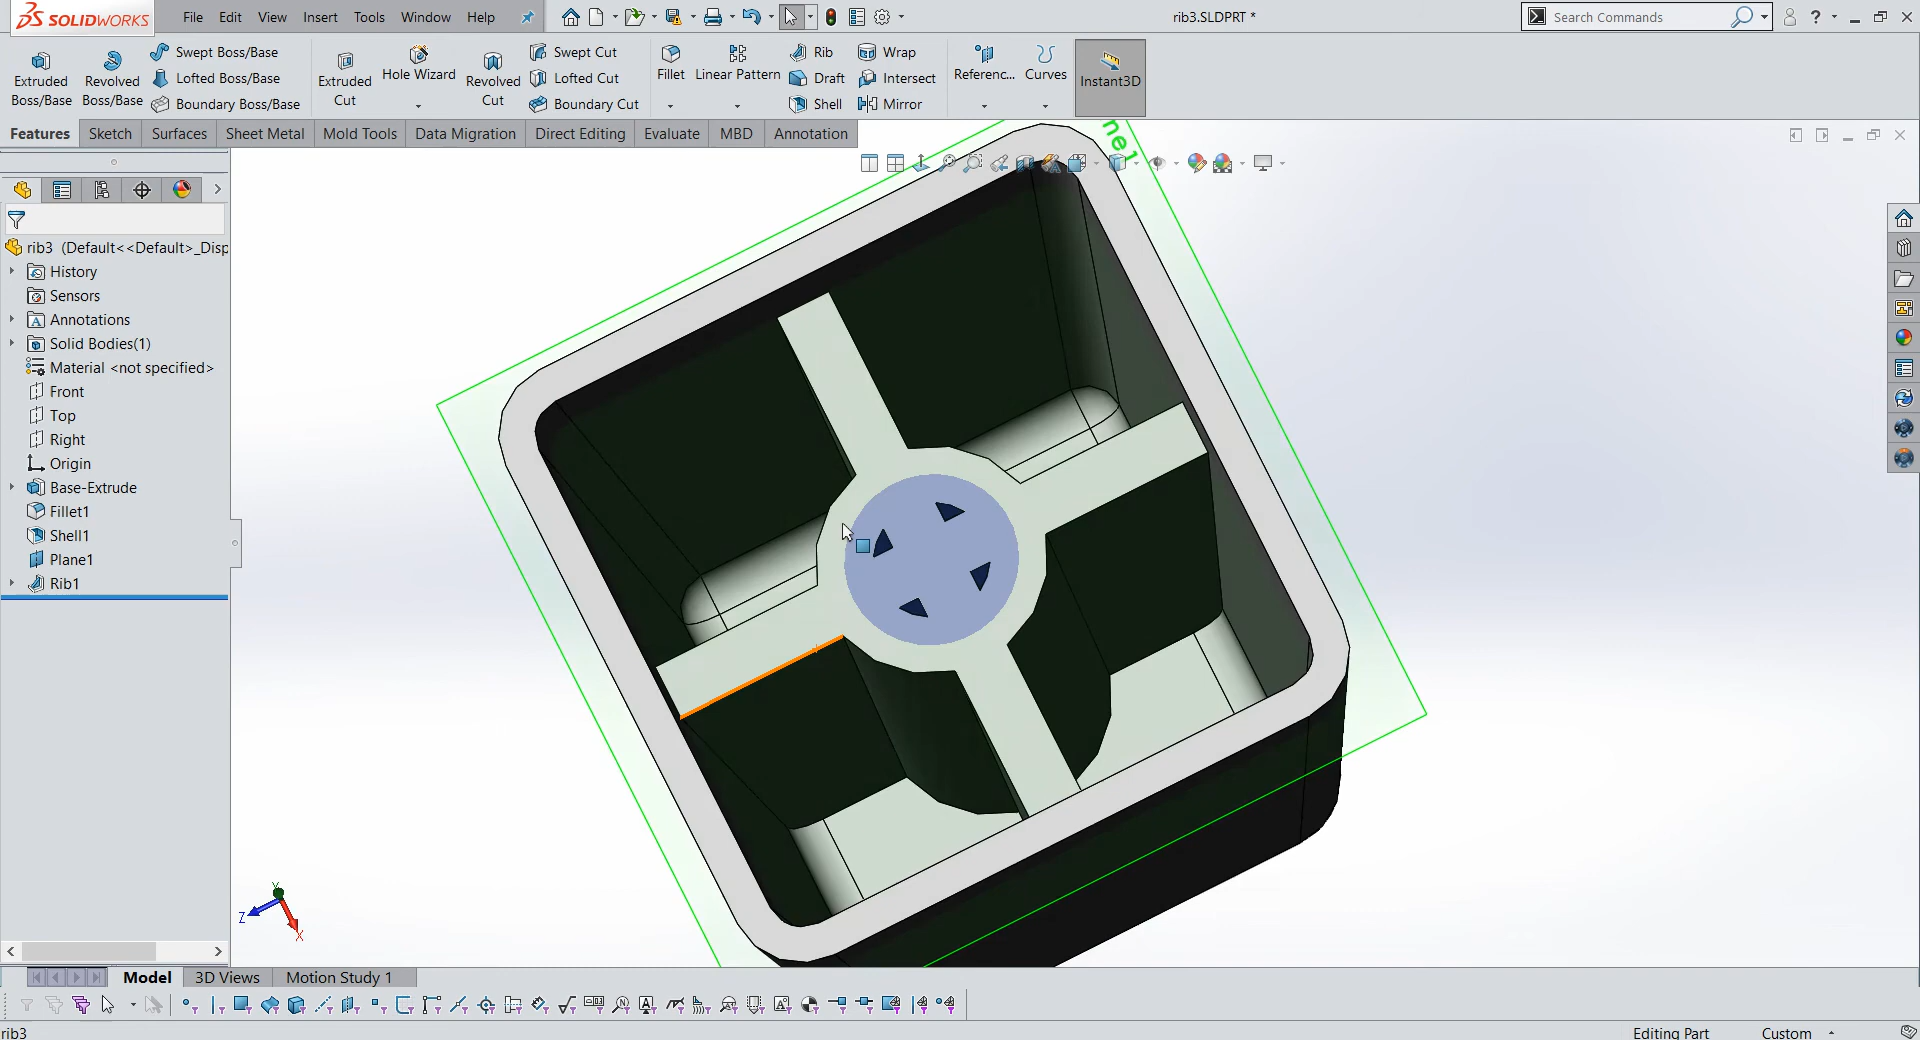 SOLIDWORKS
File Edit View Insert Tools Window Help
rib3.SLDPRT *
Search Commands
?
Extruded Boss/Base
Revolved Boss/Base
Swept Boss/Base
Lofted Boss/Base
Boundary Boss/Base
Extruded Cut
Hole Wizard
Revolved Cut
Swept Cut
Lofted Cut
Boundary Cut
Fillet
Linear Pattern
Rib
Draft
Shell
Wrap
Intersect
Mirror
Referenc...
Curves
Instant3D
Features Sketch Surfaces Sheet Metal Mold Tools Data Migration Direct Editing Evaluate MBD Annotation
ne1
rib3 (Default<<Default>_Disp
History
Sensors
Annotations
Solid Bodies(1)
Material <not specified>
Front
Top
Right
Origin
Base-Extrude
Fillet1
Shell1
Plane1
Rib1
Y
Z
X
Model 3D Views Motion Study 1
rib3
Editing Part
Custom